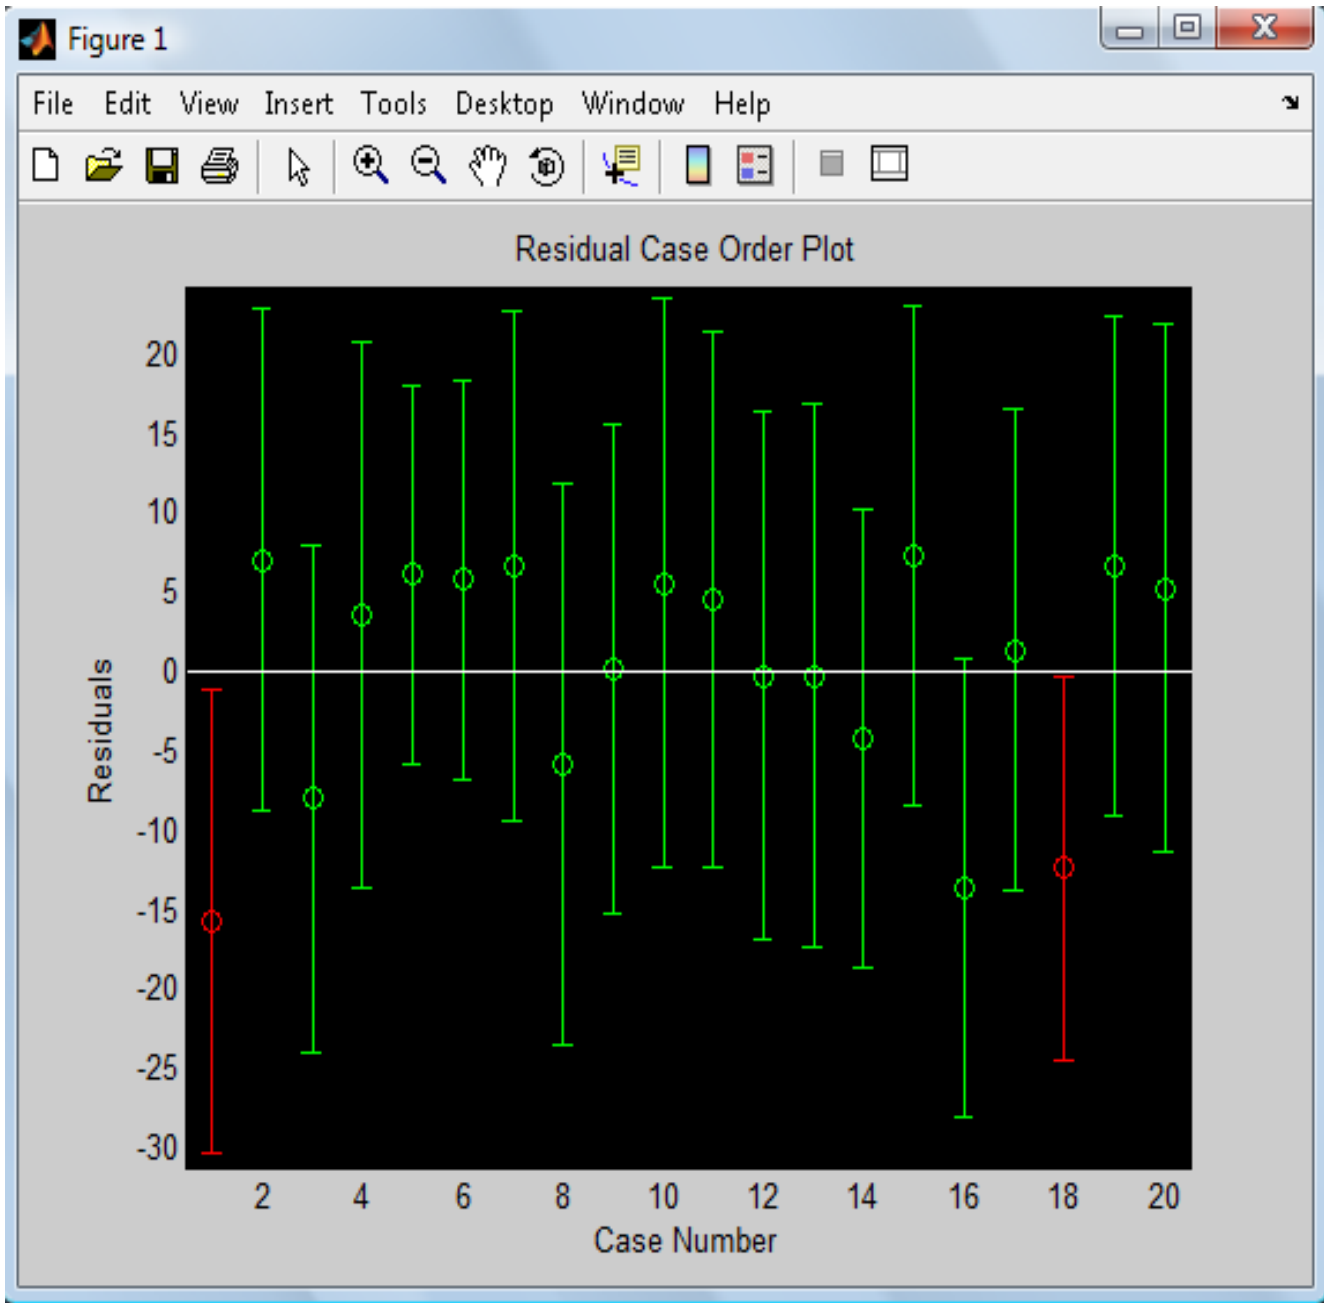 Figure 1
File Edit View Insert Tools Desktop Window Help
Residual Case Order Plot
20
15
10
5
0
-5
-10
-15
-20
-25
-30
Residuals
2 4 6 8 10 12 14 16 18 20
Case Number